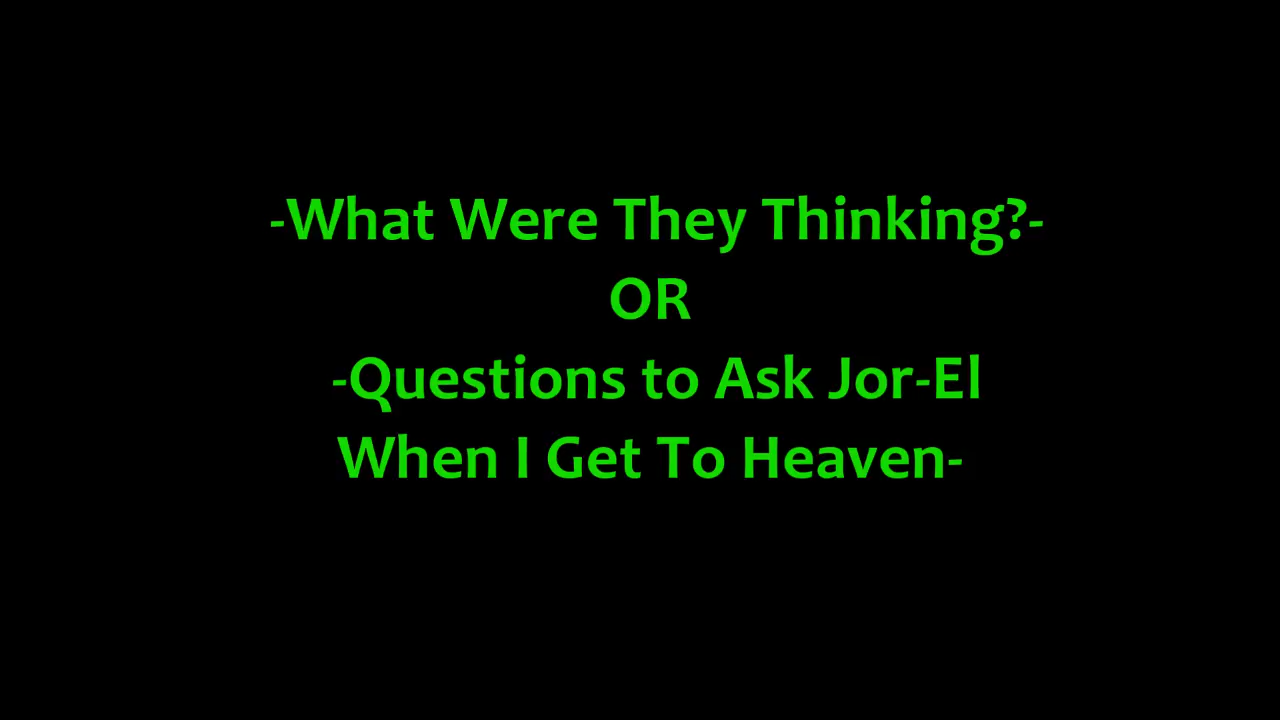 -What Were They Thinking?-
OR
-Questions to Ask Jor-El
When I Get To Heaven-